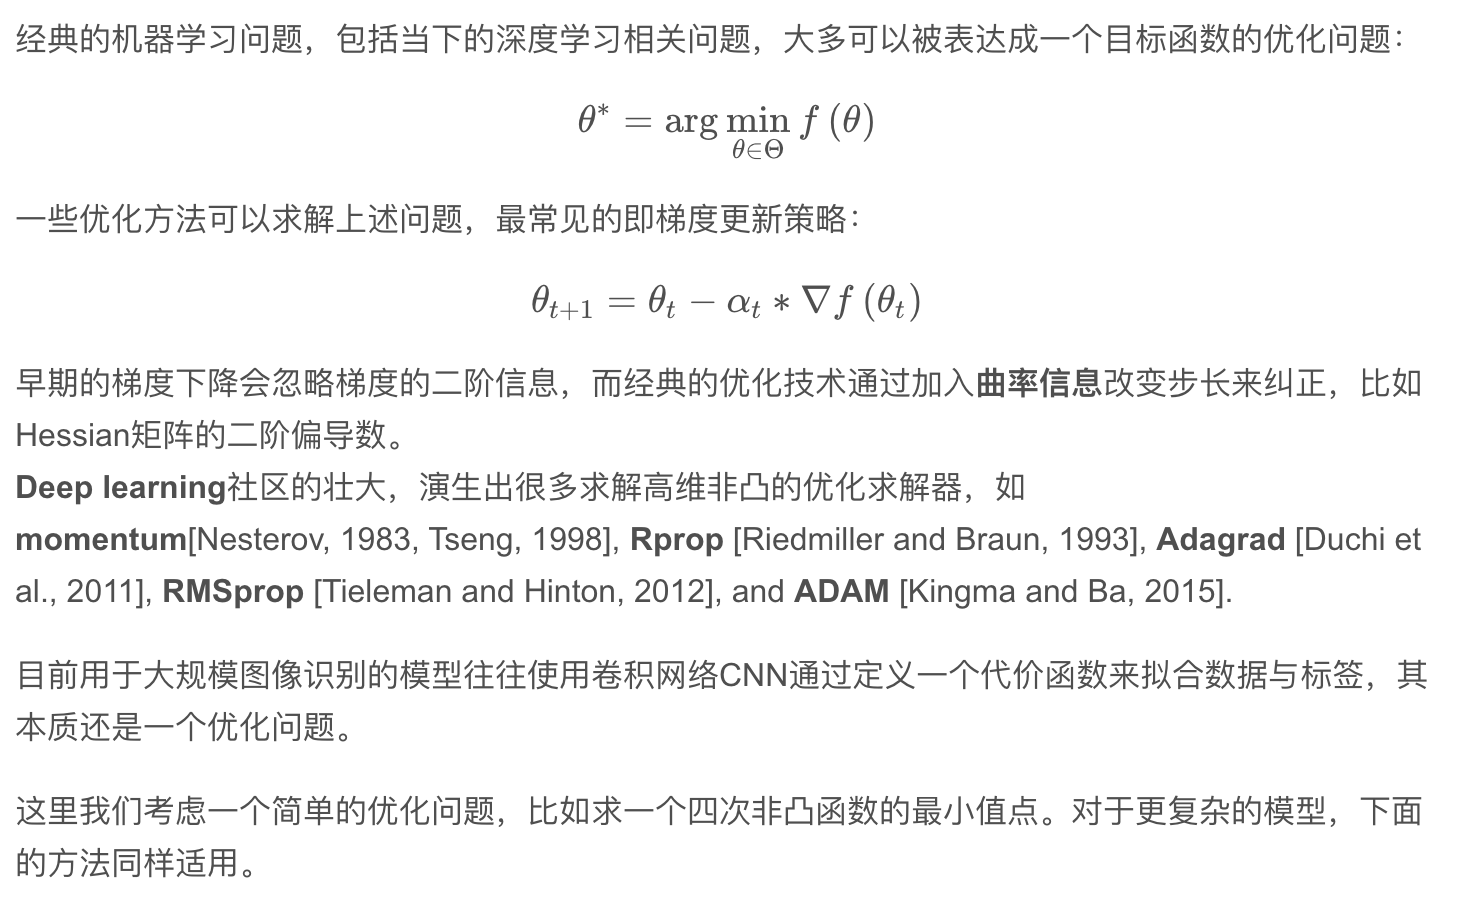 经典的机器学习问题，包括当下的深度学习相关问题，大多可以被表达成一个目标函数的优化问题：
θ* = arg min_{θ∈Θ} f (θ)
一些优化方法可以求解上述问题，最常见的即梯度更新策略：
θ_{t+1} = θ_t − α_t ∗ ∇f (θ_t)
早期的梯度下降会忽略梯度的二阶信息，而经典的优化技术通过加入曲率信息改变步长来纠正，比如
Hessian矩阵的二阶偏导数。
Deep learning社区的壮大，演生出很多求解高维非凸的优化求解器，如
momentum[Nesterov, 1983, Tseng, 1998], Rprop [Riedmiller and Braun, 1993], Adagrad [Duchi et
al., 2011], RMSprop [Tieleman and Hinton, 2012], and ADAM [Kingma and Ba, 2015].
目前用于大规模图像识别的模型往往使用卷积网络CNN通过定义一个代价函数来拟合数据与标签，其
本质还是一个优化问题。
这里我们考虑一个简单的优化问题，比如求一个四次非凸函数的最小值点。对于更复杂的模型，下面
的方法同样适用。